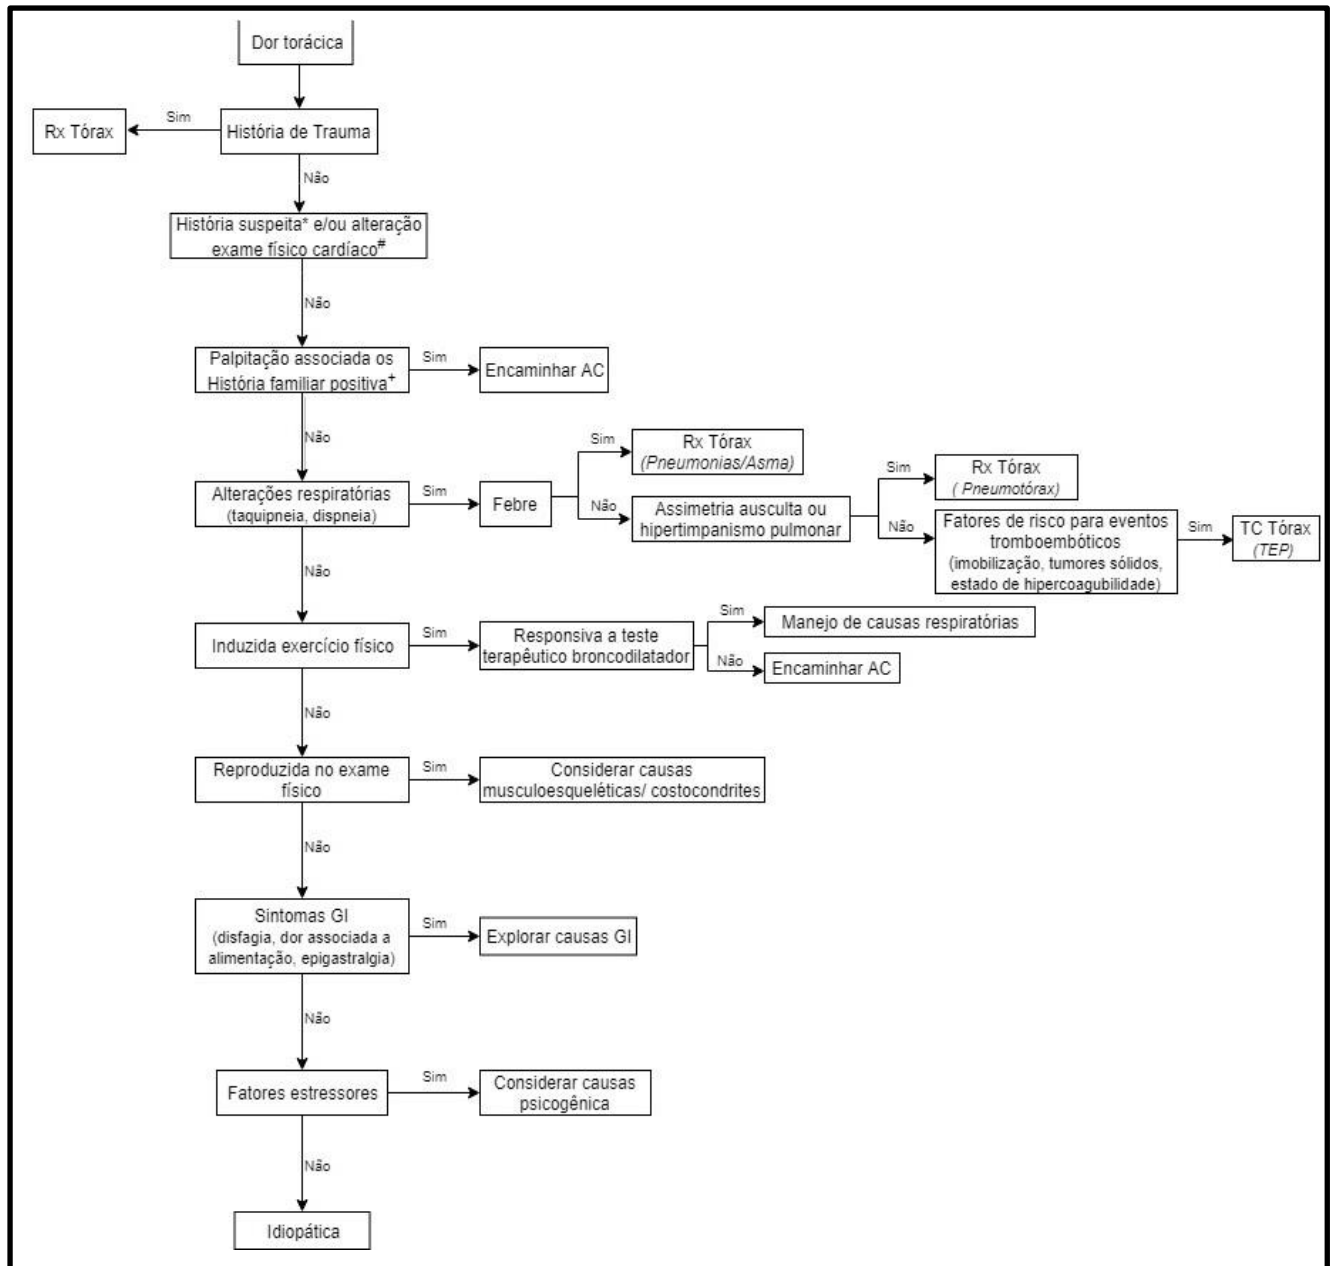 Dor torácica
Sim
Rx Tórax
História de Trauma
Não
História suspeita* e/ou alteração
exame físico cardíaco#
Não
Palpitação associada os
História familiar positiva+
Sim
Encaminhar AC
Não
Alterações respiratórias
(taquipneia, dispneia)
Sim
Febre
Sim
Rx Tórax
(Pneumonias/Asma)
Não
Assimetria ausculta ou
hipertimpanismo pulmonar
Sim
Rx Tórax
( Pneumotórax)
Não
Fatores de risco para eventos
tromboembóticos
(imobilização, tumores sólidos,
estado de hipercoagubilidade)
Sim
TC Tórax
(TEP)
Não
Induzida exercício físico
Sim
Responsiva a teste
terapêutico broncodilatador
Sim
Manejo de causas respiratórias
Não
Encaminhar AC
Não
Reproduzida no exame
físico
Sim
Considerar causas
musculoesqueléticas/ costocondrites
Não
Sintomas GI
(disfagia, dor associada a
alimentação, epigastralgia)
Sim
Explorar causas GI
Não
Fatores estressores
Sim
Considerar causas
psicogênica
Não
Idiopática